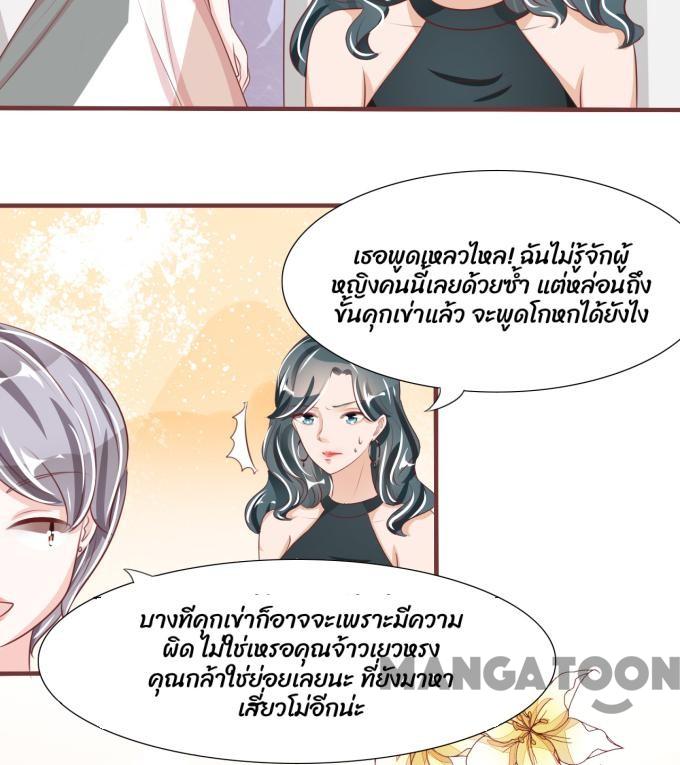 เธอพูดเหลวไหล! ฉันไม่รู้จักผู้
หญิงคนนี้เลยด้วยซ้ำ แต่หล่อนถึง
ขั้นคุกเข่าแล้ว จะพูดโกหกได้ยังไง
บางทีคุกเข่าก็อาจจะเพราะมีความ
ผิด ไม่ใช่เหรอคุณจ้าวเยวหรง
คุณกล้าใช่ย่อยเลยนะ ที่ยังมาหา
เสี่ยวโม่อีกน่ะ
MANGATOON